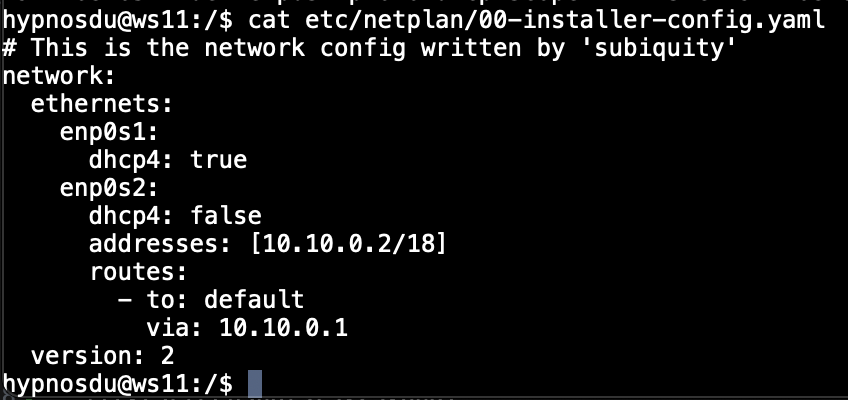 hypnosdu@ws11:/$ cat etc/netplan/00-installer-config.yaml
# This is the network config written by 'subiquity'
network:
  ethernets:
    enp0s1:
      dhcp4: true
    enp0s2:
      dhcp4: false
      addresses: [10.10.0.2/18]
      routes:
        - to: default
          via: 10.10.0.1
  version: 2
hypnosdu@ws11:/$